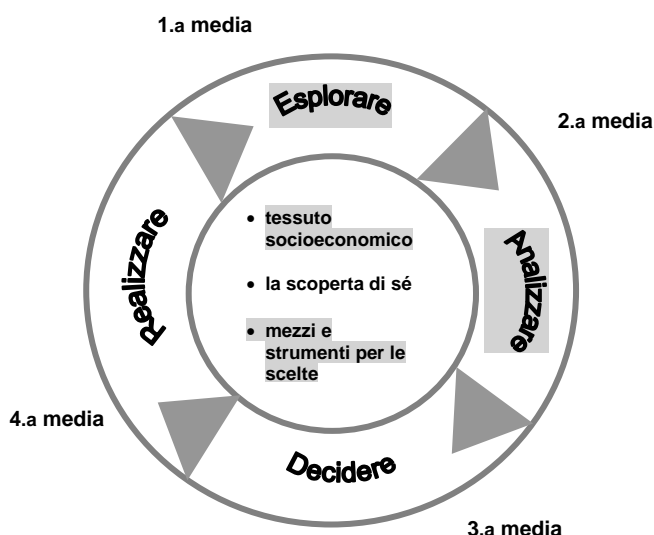 1.a media
Esplorare
2.a media
Realizzare
• tessuto
socioeconomico
• la scoperta di sé
• mezzi e
strumenti per le
scelte
Analizzare
4.a media
Decidere
3.a media